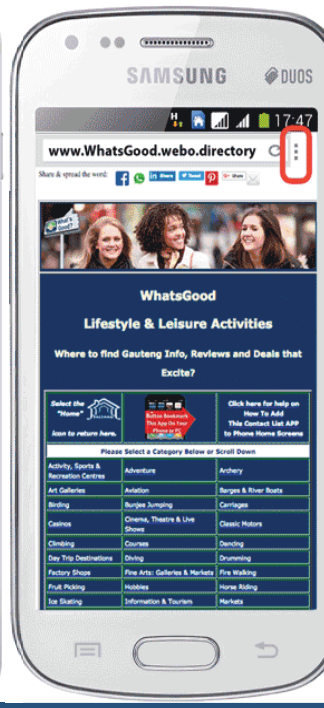 SAMSUNG DUOS
H 17:47
www.WhatsGood.webo.directory
Share & spread the word: f in Share Tweet G+ Share
What's Good?
WhatsGood
Lifestyle & Leisure Activities
Where to find Gauteng Info, Reviews and Deals that
Excite?
Select the
"Home"
icon to return here.
Button Bookmark
This App On Your
Phone or PC
Click here for help on
How To Add
This Contact List APP
to Phone Home Screens
Please Select a Category Below or Scroll Down
Activity, Sports & Recreation Centres Adventure Archery
Art Galleries Aviation Barges & River Boats
Birding Bunjee Jumping Carriages
Casinos Cinema, Theatre & Live Shows Classic Motors
Climbing Courses Dancing
Day Trip Destinations Diving Drumming
Factory Shops Fine Arts: Galleries & Markets Fire Walking
Fruit Picking Hobbies Horse Riding
Ice Skating Information & Tourism Markets